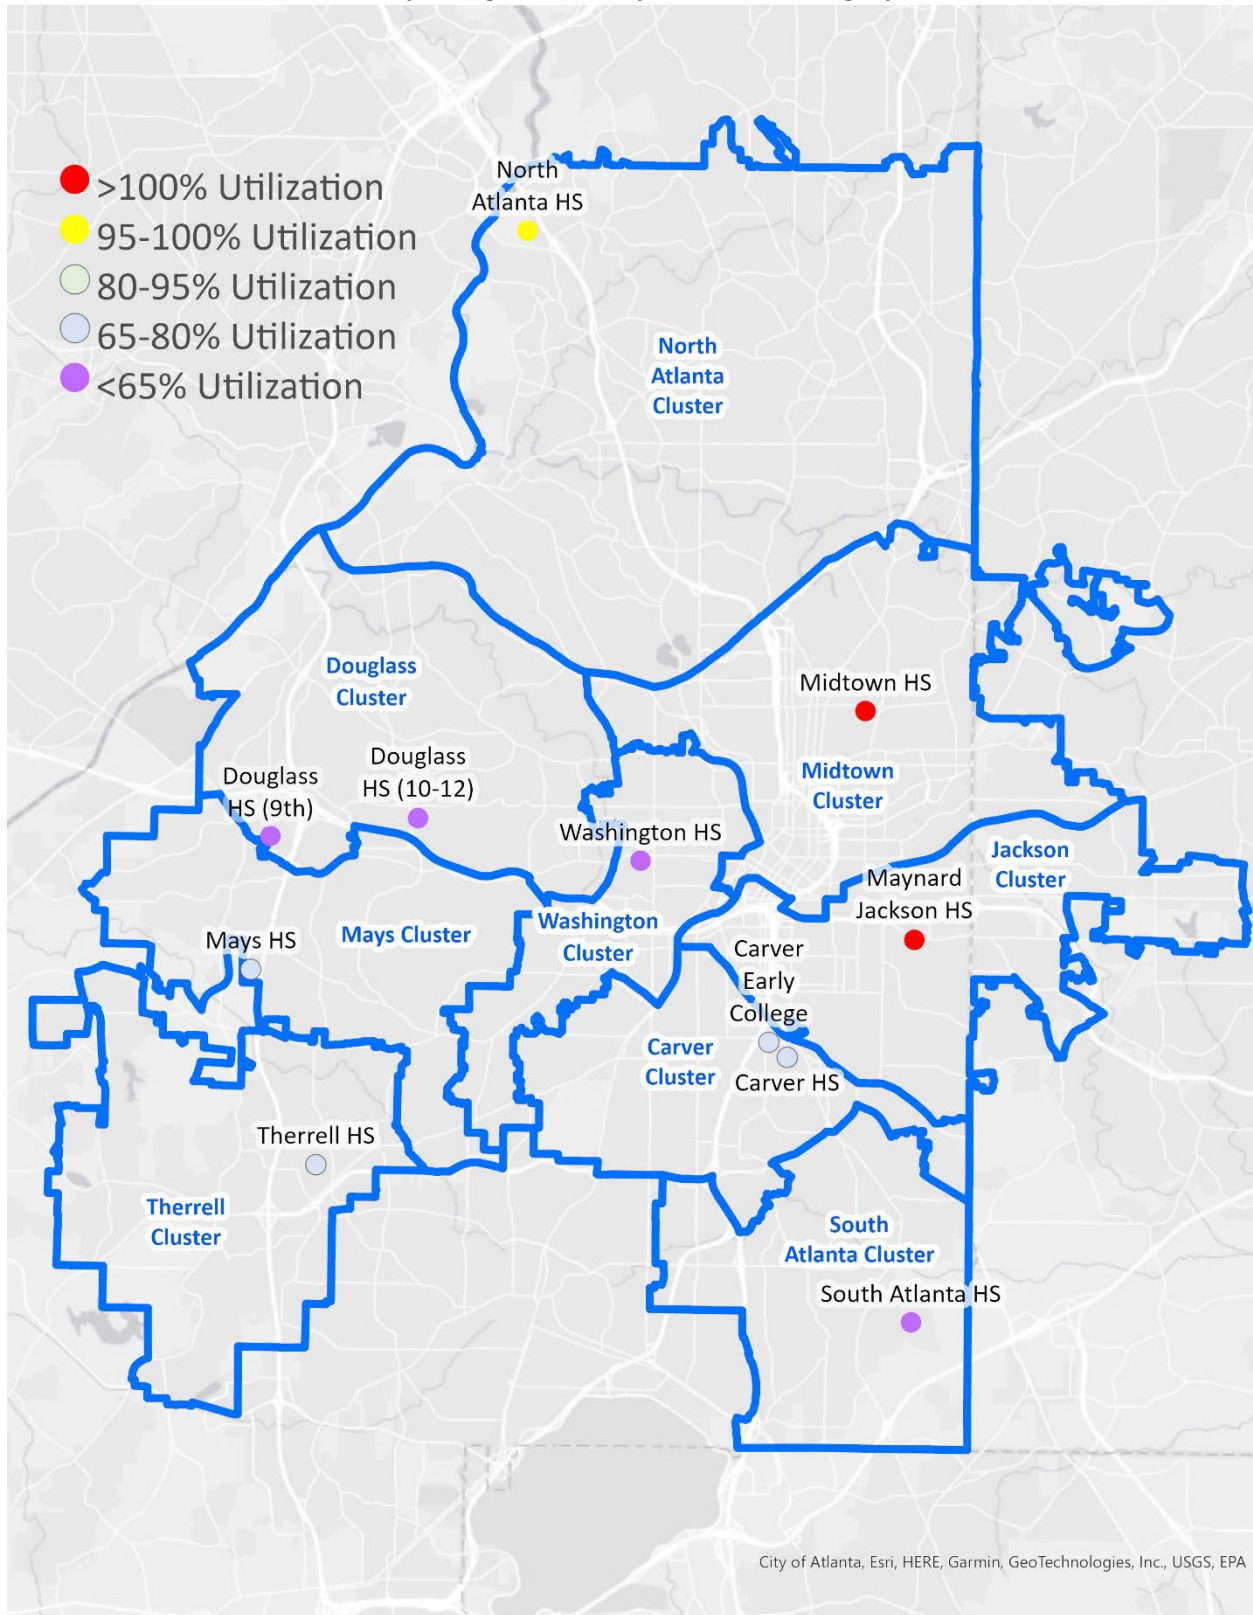 North
Atlanta HS
>100% Utilization
95-100% Utilization
80-95% Utilization
65-80% Utilization
<65% Utilization
North
Atlanta
Cluster
Douglass
Cluster
Midtown HS
Douglass
HS (10-12)
Douglass
HS (9th)
Midtown
Cluster
Washington HS
Jackson
Cluster
Maynard
Jackson HS
Washington
Cluster
Mays Cluster
Mays HS
Carver
Early
College
Carver
Cluster
Carver HS
Therrell HS
Therrell
Cluster
South
Atlanta Cluster
South Atlanta HS
City of Atlanta, Esri, HERE, Garmin, GeoTechnologies, Inc., USGS, EPA